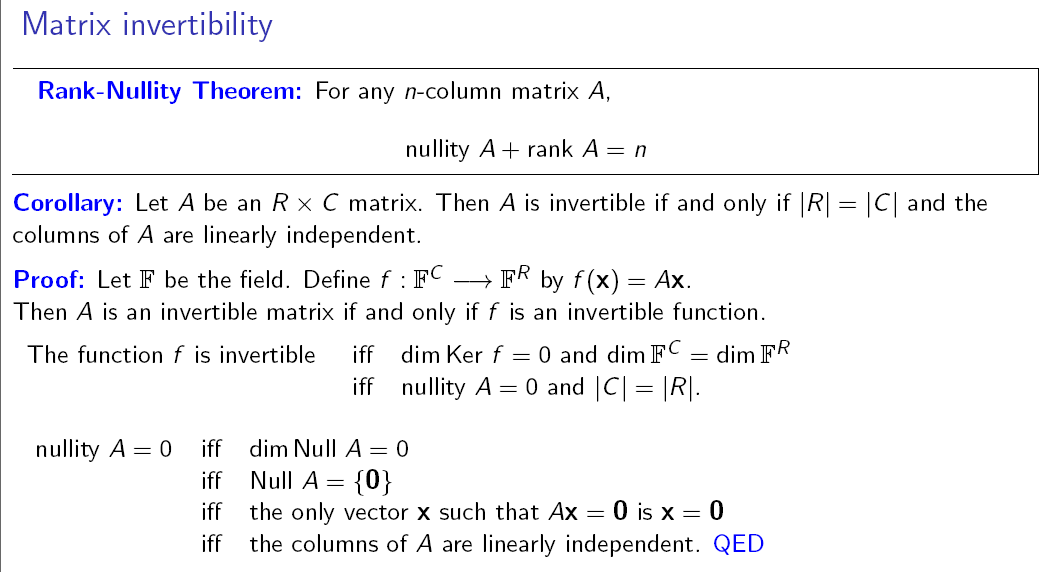 Matrix invertibility
Rank-Nullity Theorem: For any n-column matrix A,
nullity A + rank A = n
Corollary: Let A be an R × C matrix. Then A is invertible if and only if |R| = |C| and the
columns of A are linearly independent.
Proof: Let 𝔽 be the field. Define f : 𝔽^C ⟶ 𝔽^R by f(𝐱) = A𝐱.
Then A is an invertible matrix if and only if f is an invertible function.
The function f is invertible iff dim Ker f = 0 and dim 𝔽^C = dim 𝔽^R
iff nullity A = 0 and |C| = |R|.
nullity A = 0 iff dim Null A = 0
iff Null A = {𝟎}
iff the only vector 𝐱 such that A𝐱 = 𝟎 is 𝐱 = 𝟎
iff the columns of A are linearly independent. QED